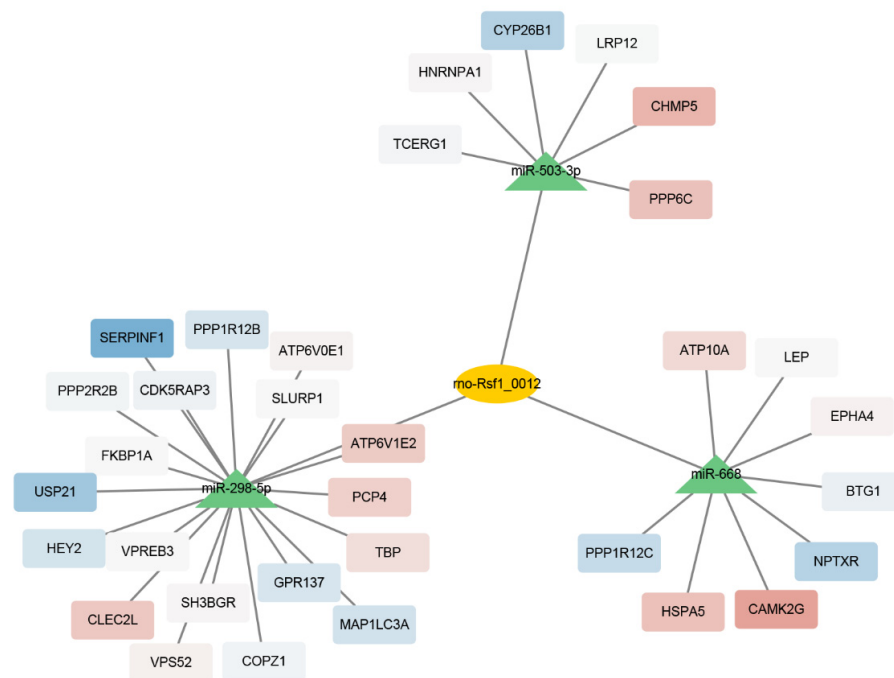 CYP26B1
LRP12
HNRNPA1
CHMP5
TCERG1
miR-503-3p
PPP6C
SERPINF1
PPP1R12B
ATP6V0E1
ATP10A
LEP
rno-Rsf1_0012
PPP2R2B
CDK5RAP3
SLURP1
EPHA4
ATP6V1E2
FKBP1A
USP21
miR-298-5p
miR-668
BTG1
PCP4
HEY2
VPREB3
TBP
PPP1R12C
NPTXR
GPR137
SH3BGR
CLEC2L
MAP1LC3A
HSPA5
CAMK2G
VPS52
COPZ1